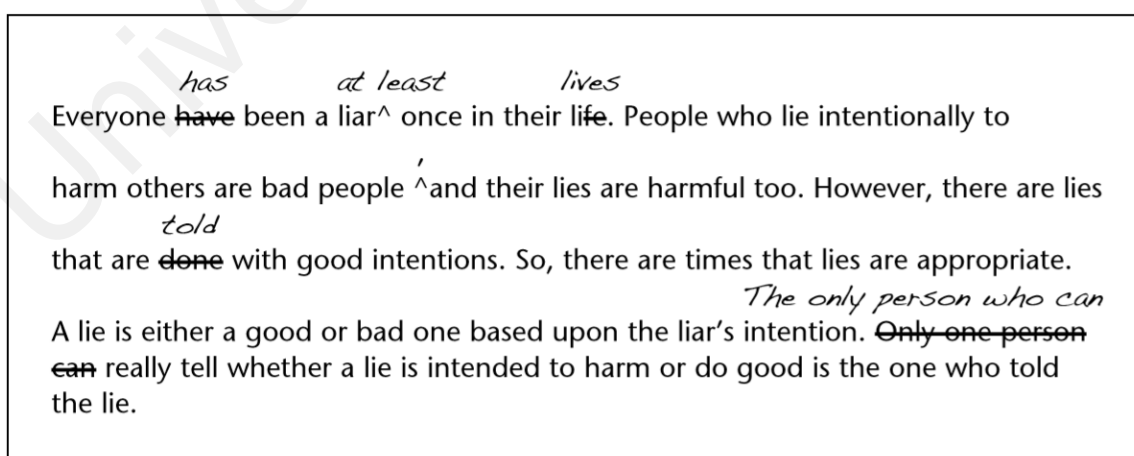 Unive
has at least lives
Everyone have been a liar^ once in their life. People who lie intentionally to
,
harm others are bad people ^and their lies are harmful too. However, there are lies
told
that are done with good intentions. So, there are times that lies are appropriate.
The only person who can
A lie is either a good or bad one based upon the liar's intention. Only one person
can really tell whether a lie is intended to harm or do good is the one who told
the lie.